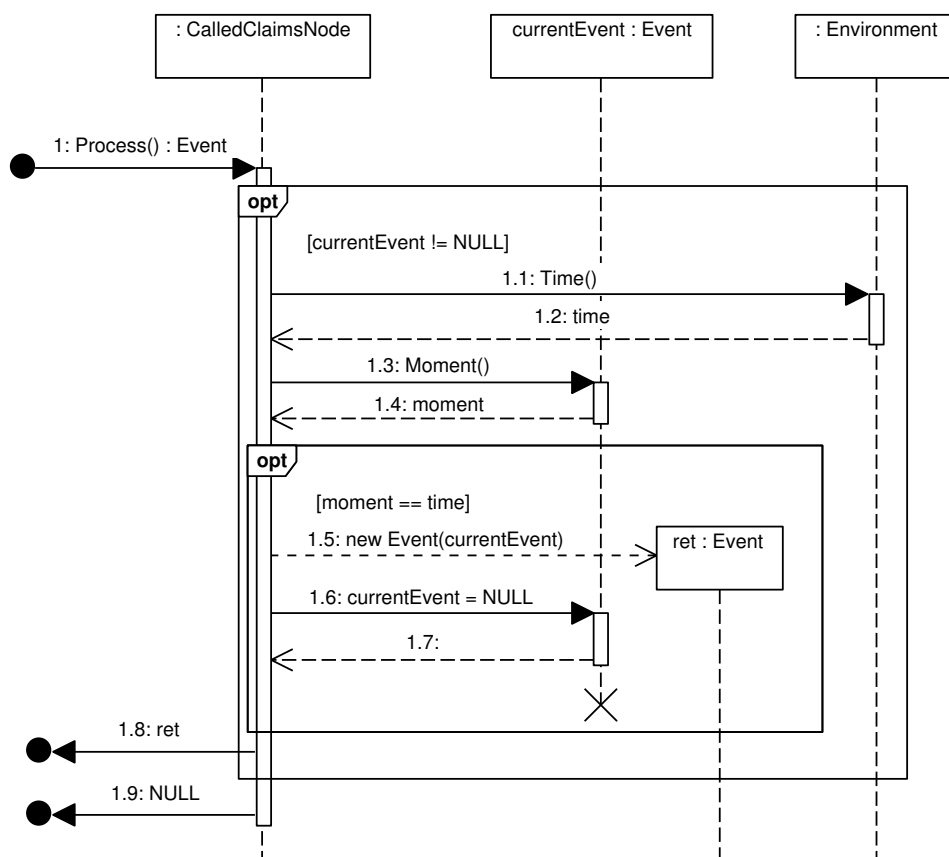 : CalledClaimsNode
currentEvent : Event
: Environment
1: Process() : Event
opt
[currentEvent != NULL]
1.1: Time()
1.2: time
1.3: Moment()
1.4: moment
opt
[moment == time]
1.5: new Event(currentEvent)
ret : Event
1.6: currentEvent = NULL
1.7:
1.8: ret
1.9: NULL